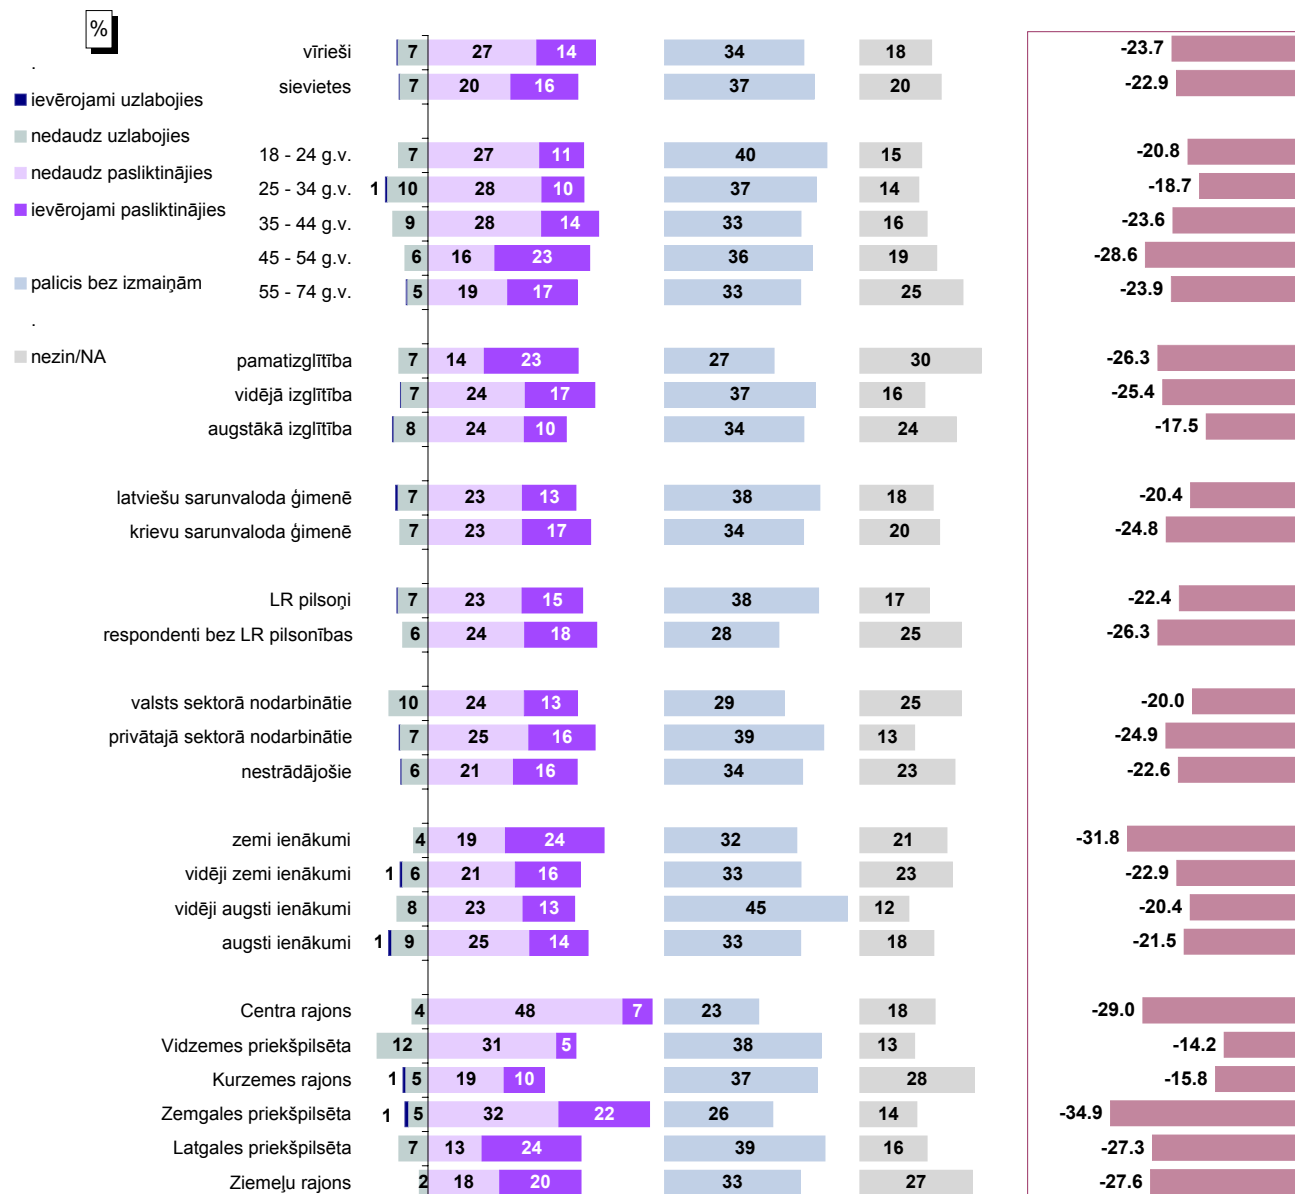 %
.
ievērojami uzlabojies
nedaudz uzlabojies
nedaudz pasliktinājies
ievērojami pasliktinājies
palicis bez izmaiņām
.
nezin/NA
vīrieši 7 27 14 34 18 -23.7
sievietes 7 20 16 37 20 -22.9
18 - 24 g.v. 7 27 11 40 15 -20.8
25 - 34 g.v. 1 10 28 10 37 14 -18.7
35 - 44 g.v. 9 28 14 33 16 -23.6
45 - 54 g.v. 6 16 23 36 19 -28.6
55 - 74 g.v. 5 19 17 33 25 -23.9
pamatizglītība 7 14 23 27 30 -26.3
vidējā izglītība 7 24 17 37 16 -25.4
augstākā izglītība 8 24 10 34 24 -17.5
latviešu sarunvaloda ģimenē 7 23 13 38 18 -20.4
krievu sarunvaloda ģimenē 7 23 17 34 20 -24.8
LR pilsoņi 7 23 15 38 17 -22.4
respondenti bez LR pilsonības 6 24 18 28 25 -26.3
valsts sektorā nodarbinātie 10 24 13 29 25 -20.0
privātajā sektorā nodarbinātie 7 25 16 39 13 -24.9
nestrādājošie 6 21 16 34 23 -22.6
zemi ienākumi 4 19 24 32 21 -31.8
vidēji zemi ienākumi 1 6 21 16 33 23 -22.9
vidēji augsti ienākumi 8 23 13 45 12 -20.4
augsti ienākumi 1 9 25 14 33 18 -21.5
Centra rajons 4 48 7 23 18 -29.0
Vidzemes priekšpilsēta 12 31 5 38 13 -14.2
Kurzemes rajons 1 5 19 10 37 28 -15.8
Zemgales priekšpilsēta 1 5 32 22 26 14 -34.9
Latgales priekšpilsēta 7 13 24 39 16 -27.3
Ziemeļu rajons 2 18 20 33 27 -27.6